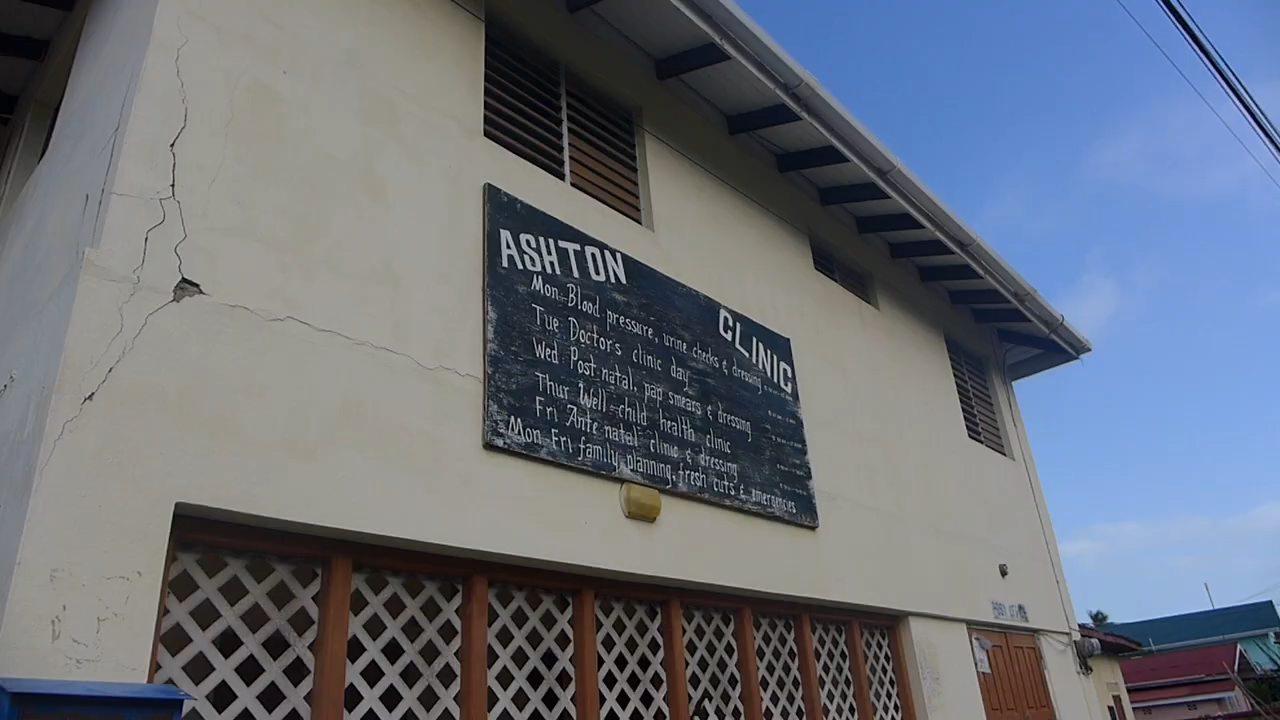 ASHTON CLINIC
Mon Blood pressure, urine checks & dressing
Tue Doctor's clinic day
Wed Post natal, pap smears & dressing
Thur Well-child health clinic
Fri Ante natal clinic & dressing
Mon Fri family planning, fresh cuts & emergencies